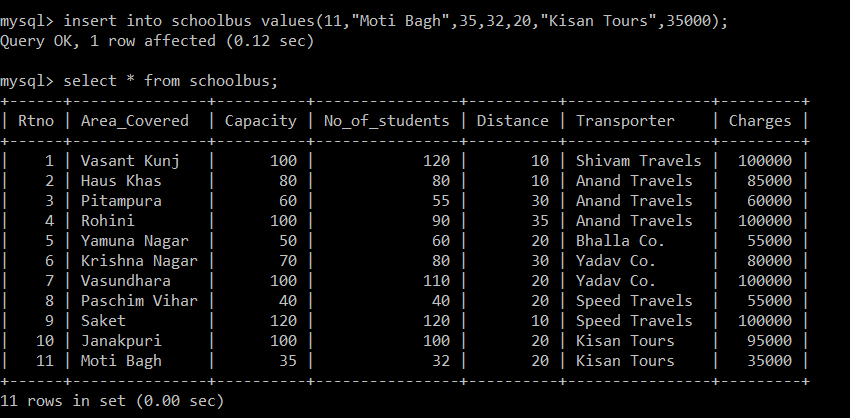 mysql> insert into schoolbus values(11,"Moti Bagh",35,32,20,"Kisan Tours",35000);
Query OK, 1 row affected (0.12 sec)
mysql> select * from schoolbus;
+------+---------------+----------+----------------+----------+----------------+---------+
| Rtno | Area_Covered  | Capacity | No_of_students | Distance | Transporter    | Charges |
+------+---------------+----------+----------------+----------+----------------+---------+
|    1 | Vasant Kunj   |      100 |            120 |       10 | Shivam Travels |  100000 |
|    2 | Haus Khas     |       80 |             80 |       10 | Anand Travels  |   85000 |
|    3 | Pitampura     |       60 |             55 |       30 | Anand Travels  |   60000 |
|    4 | Rohini        |      100 |             90 |       35 | Anand Travels  |  100000 |
|    5 | Yamuna Nagar  |       50 |             60 |       20 | Bhalla Co.     |   55000 |
|    6 | Krishna Nagar |       70 |             80 |       30 | Yadav Co.      |   80000 |
|    7 | Vasundhara    |      100 |            110 |       20 | Yadav Co.      |  100000 |
|    8 | Paschim Vihar |       40 |             40 |       20 | Speed Travels  |   55000 |
|    9 | Saket         |      120 |            120 |       10 | Speed Travels  |  100000 |
|   10 | Janakpuri     |      100 |            100 |       20 | Kisan Tours    |   95000 |
|   11 | Moti Bagh     |       35 |             32 |       20 | Kisan Tours    |   35000 |
+------+---------------+----------+----------------+----------+----------------+---------+
11 rows in set (0.00 sec)